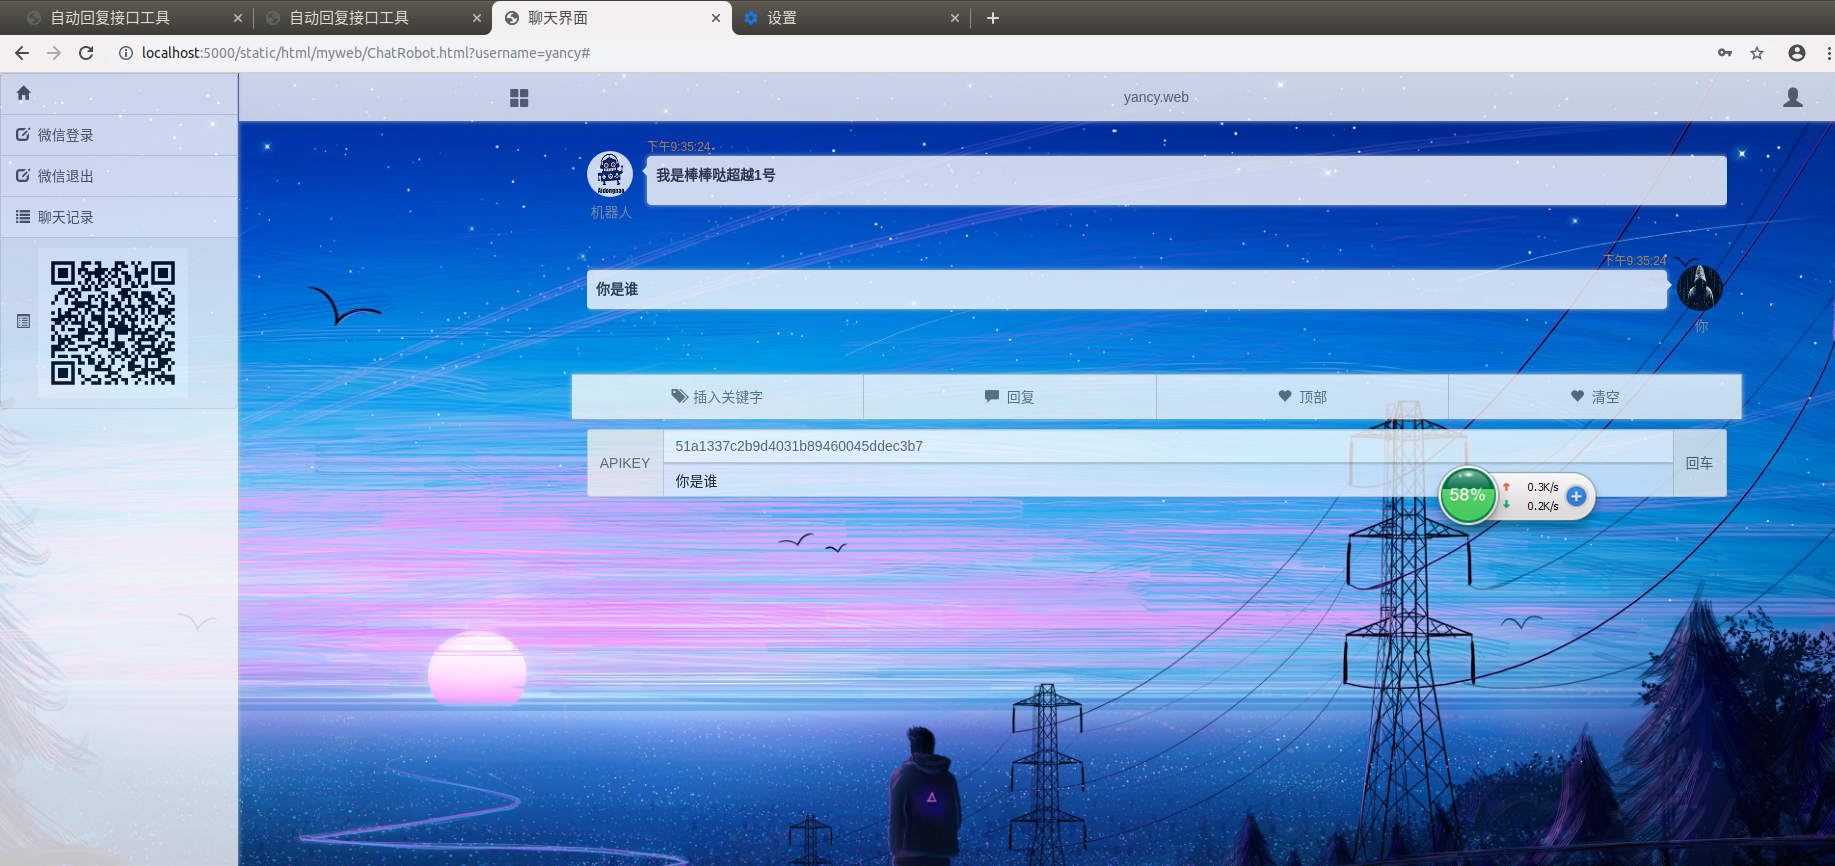 自动回复接口工具
自动回复接口工具
聊天界面
设置
localhost:5000/static/html/myweb/ChatRobot.html?username=yancy#
yancy.web
微信登录
微信退出
聊天记录
下午9:35:24
我是棒棒哒超越1号
Aidongnao
机器人
下午9:35:24
你是谁
你
插入关键字
回复
顶部
清空
APIKEY
51a1337c2b9d4031b89460045ddec3b7
你是谁
回车
58%
0.3K/s
0.2K/s